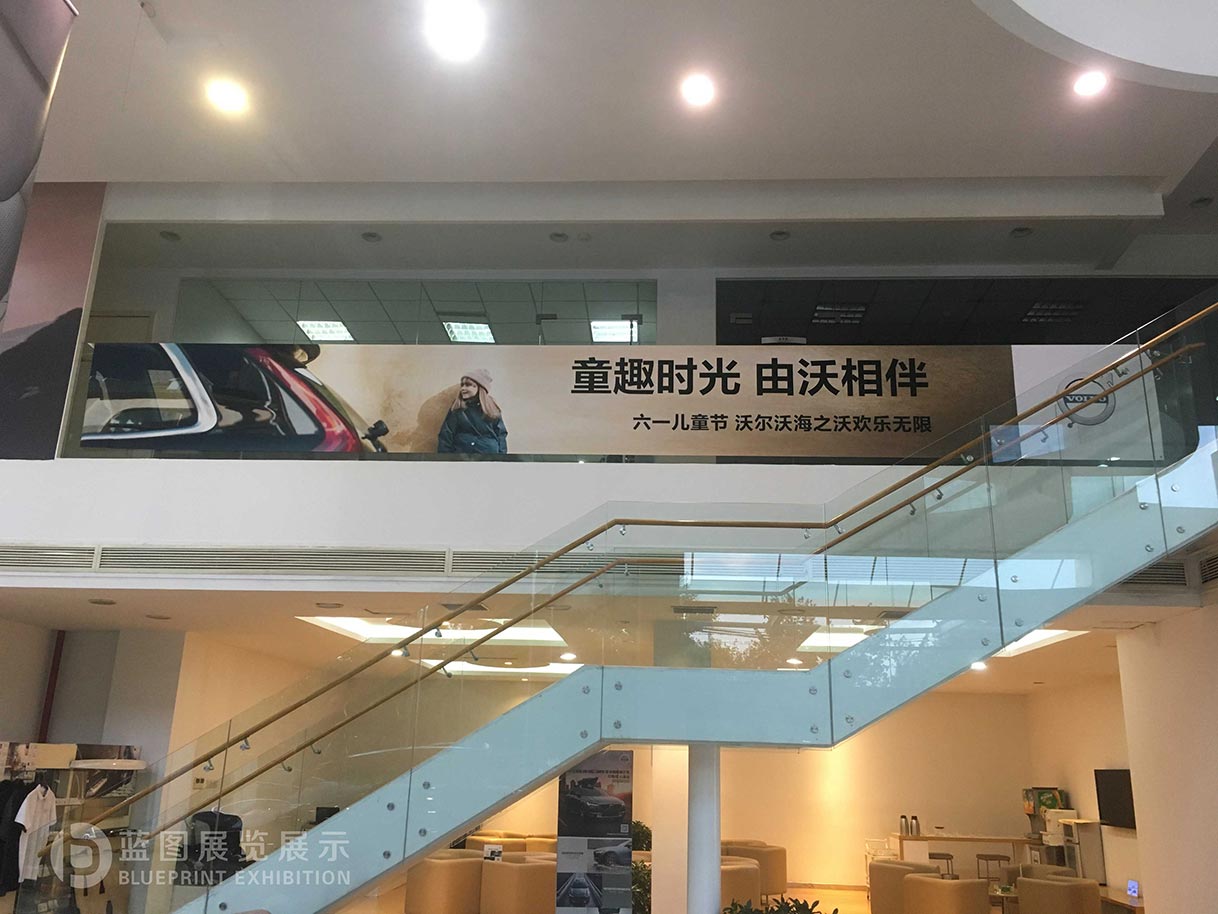 童趣时光 由沃相伴
六一儿童节 沃尔沃海之沃欢乐无限
VOLVO
蓝图展览展示
BLUEPRINT EXHIBITION